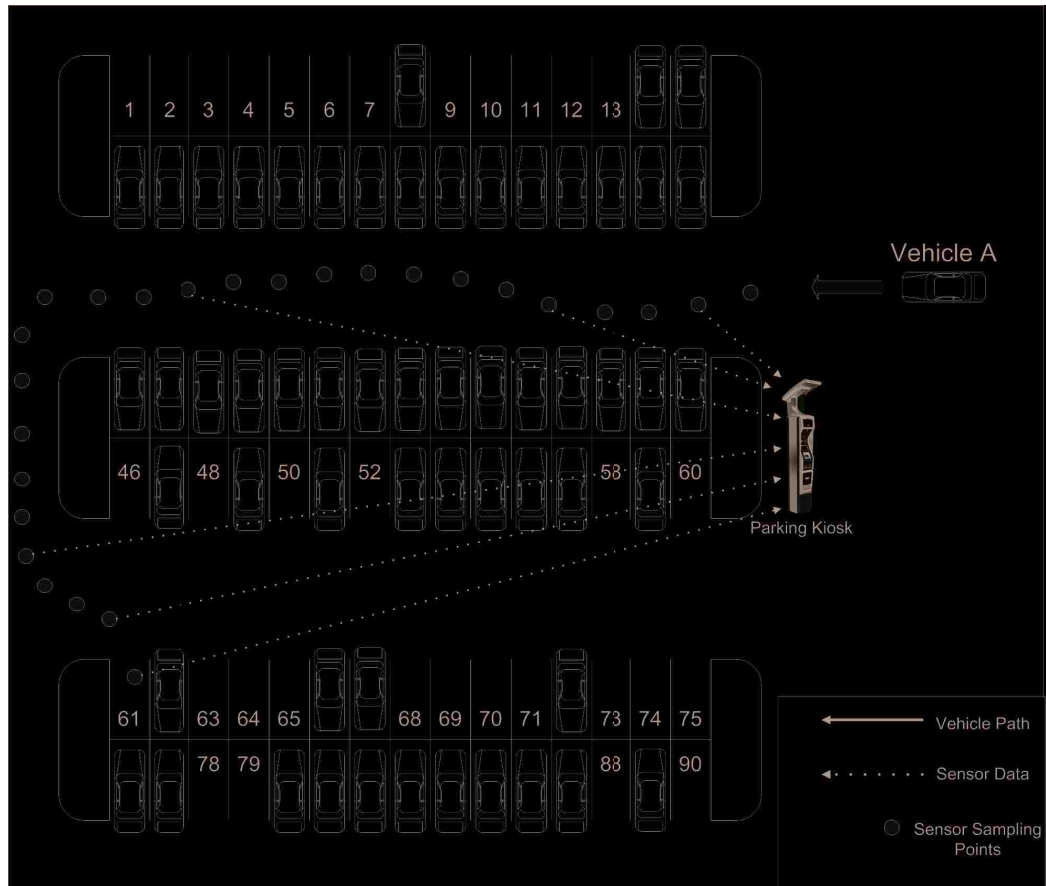 1 2 3 4 5 6 7 9 10 11 12 13
Vehicle A
46 48 50 52 58 60
Parking Kiosk
61 63 64 65 68 69 70 71 73 74 75
78 79 88 90
Vehicle Path
Sensor Data
Sensor Sampling
Points